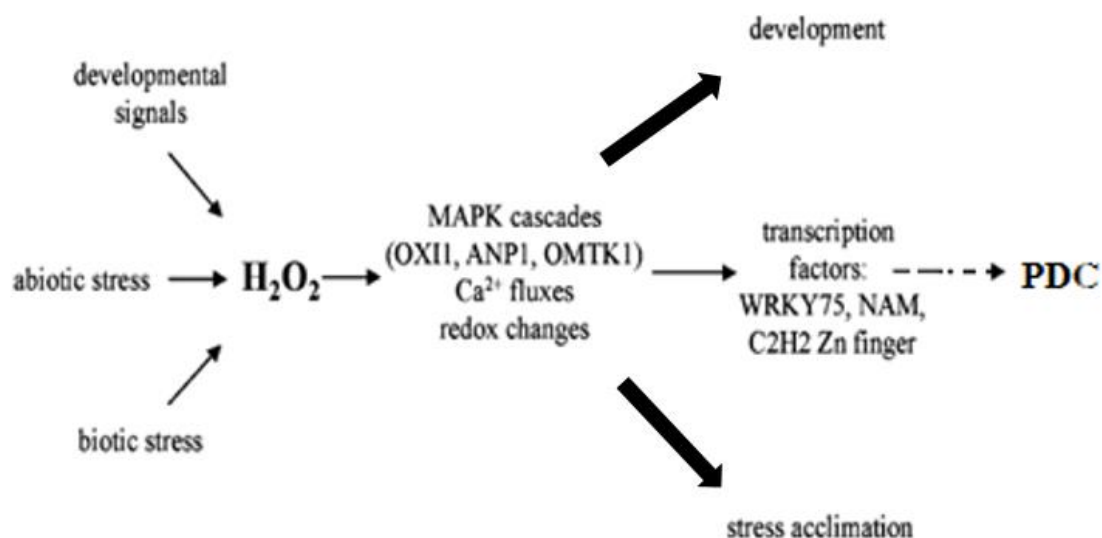 development
developmental
signals
abiotic stress
H₂O₂
MAPK cascades
(OXI1, ANP1, OMTK1)
Ca²⁺ fluxes
redox changes
transcription
factors:
WRKY75, NAM,
C2H2 Zn finger
PDC
biotic stress
stress acclimation